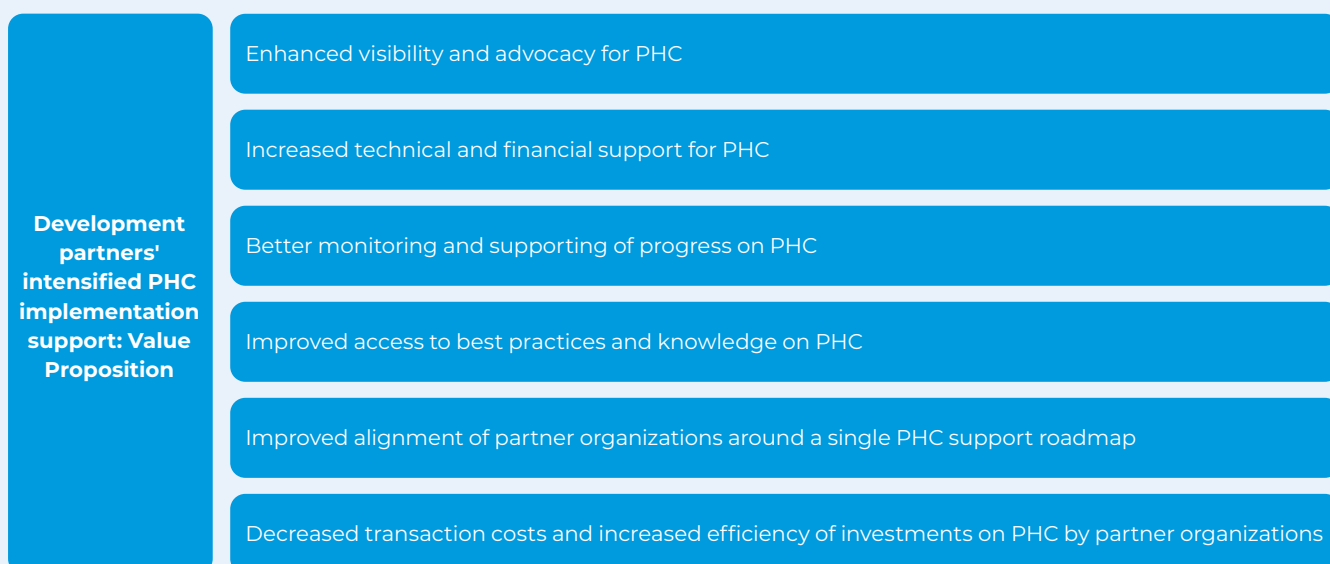 Development
partners'
intensified PHC
implementation
support: Value
Proposition
Enhanced visibility and advocacy for PHC
Increased technical and financial support for PHC
Better monitoring and supporting of progress on PHC
Improved access to best practices and knowledge on PHC
Improved alignment of partner organizations around a single PHC support roadmap
Decreased transaction costs and increased efficiency of investments on PHC by partner organizations